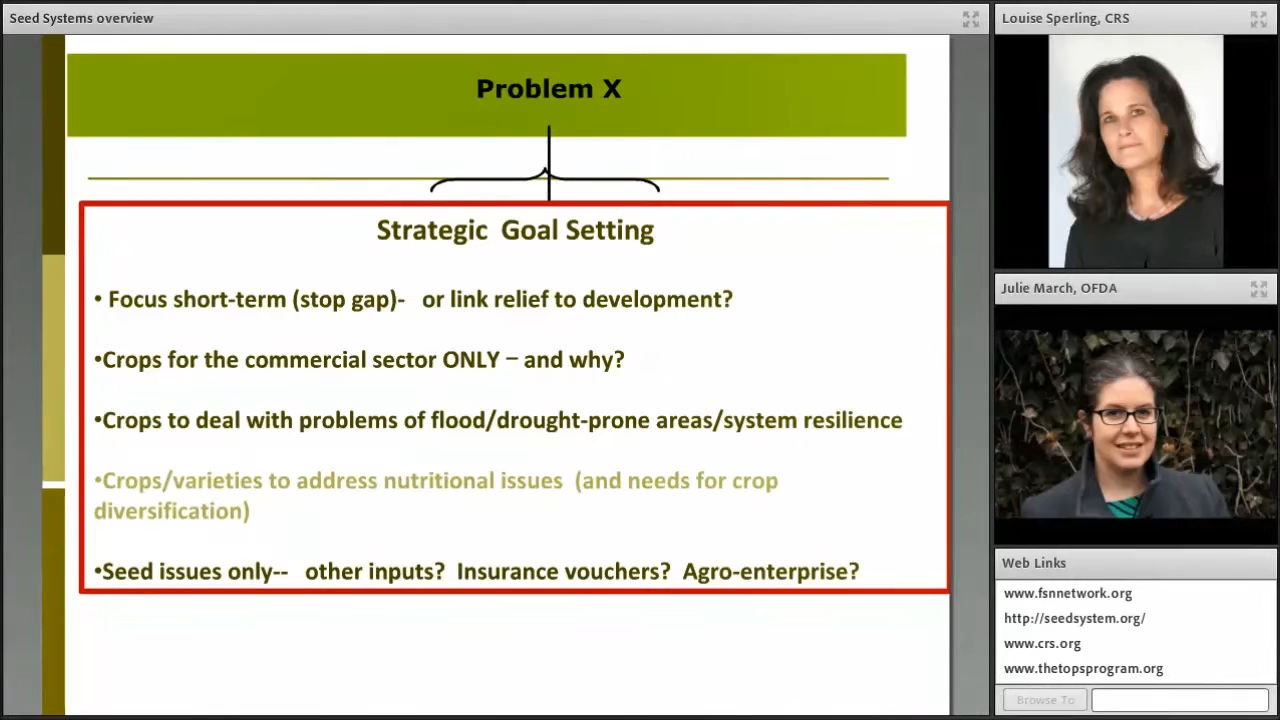 Seed Systems overview
Problem X
Strategic Goal Setting
• Focus short-term (stop gap)- or link relief to development?
•Crops for the commercial sector ONLY – and why?
•Crops to deal with problems of flood/drought-prone areas/system resilience
•Crops/varieties to address nutritional issues (and needs for crop
diversification)
•Seed issues only-- other inputs? Insurance vouchers? Agro-enterprise?
Louise Sperling, CRS
Julie March, OFDA
Web Links
www.fsnnetwork.org
http://seedsystem.org/
www.crs.org
www.thetopsprogram.org
Browse To